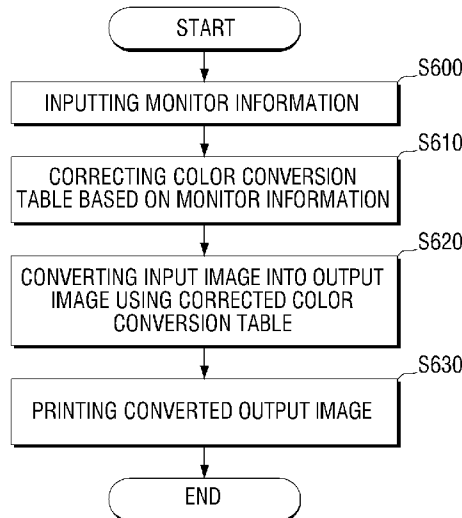 START
S600
INPUTTING MONITOR INFORMATION
S610
CORRECTING COLOR CONVERSION
TABLE BASED ON MONITOR INFORMATION
S620
CONVERTING INPUT IMAGE INTO OUTPUT
IMAGE USING CORRECTED COLOR
CONVERSION TABLE
S630
PRINTING CONVERTED OUTPUT IMAGE
END